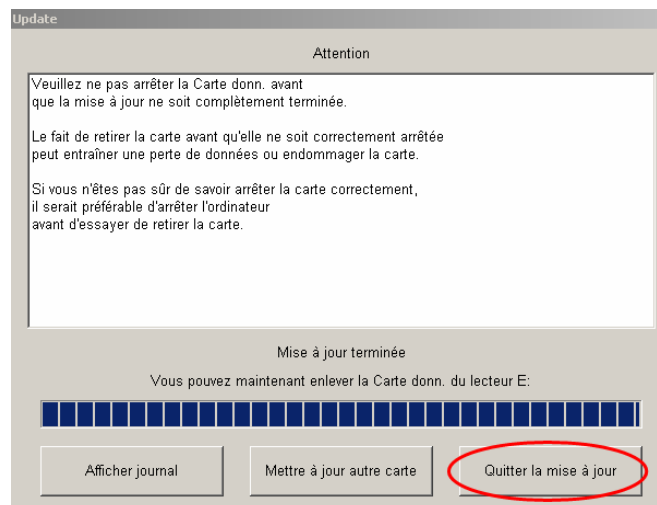 Update
Attention
Veuillez ne pas arrêter la Carte donn. avant
que la mise à jour ne soit complètement terminée.
Le fait de retirer la carte avant qu'elle ne soit correctement arrêtée
peut entraîner une perte de données ou endommager la carte.
Si vous n'êtes pas sûr de savoir arrêter la carte correctement,
il serait préférable d'arrêter l'ordinateur
avant d'essayer de retirer la carte.
Mise à jour terminée
Vous pouvez maintenant enlever la Carte donn. du lecteur E:
Afficher journal
Mettre à jour autre carte
Quitter la mise à jour